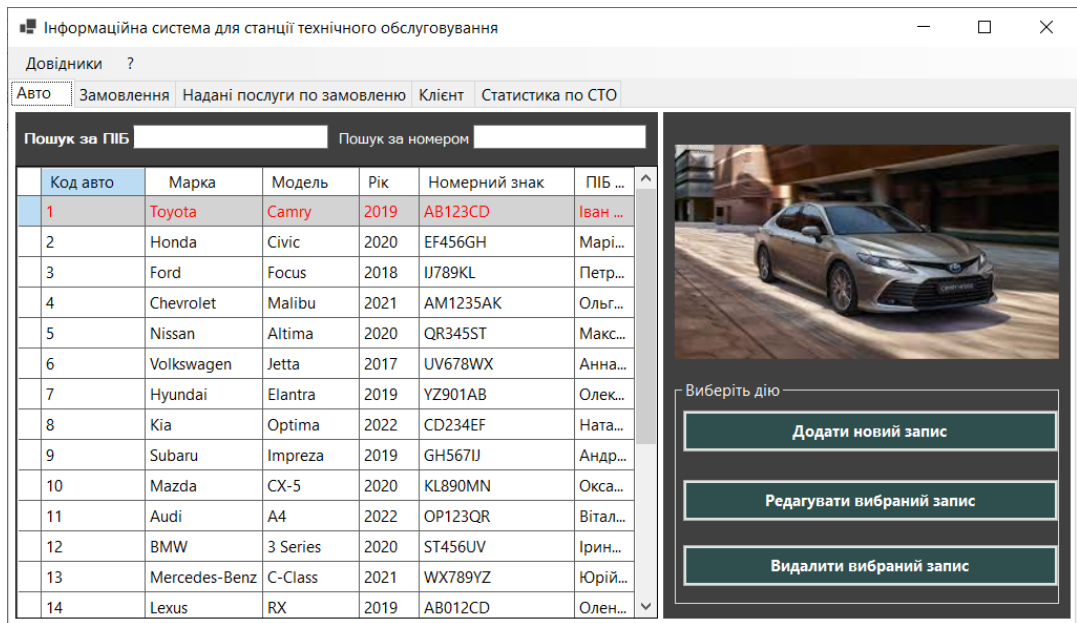 Інформаційна система для станції технічного обслуговування
Довідники ?
Авто Замовлення Надані послуги по замовленю Клієнт Статистика по СТО
Пошук за ПІБ Пошук за номером
Код авто Марка Модель Рік Номерний знак ПІБ ...
1 Toyota Camry 2019 AB123CD Іван ...
2 Honda Civic 2020 EF456GH Марі...
3 Ford Focus 2018 IJ789KL Петр...
4 Chevrolet Malibu 2021 AM1235AK Ольг...
5 Nissan Altima 2020 QR345ST Макс...
6 Volkswagen Jetta 2017 UV678WX Анна...
7 Hyundai Elantra 2019 YZ901AB Олек...
8 Kia Optima 2022 CD234EF Ната...
9 Subaru Impreza 2019 GH567IJ Андр...
10 Mazda CX-5 2020 KL890MN Окса...
11 Audi A4 2022 OP123QR Вітал...
12 BMW 3 Series 2020 ST456UV Ірин...
13 Mercedes-Benz C-Class 2021 WX789YZ Юрій...
14 Lexus RX 2019 AB012CD Олен...
Виберіть дію
Додати новий запис
Редагувати вибраний запис
Видалити вибраний запис